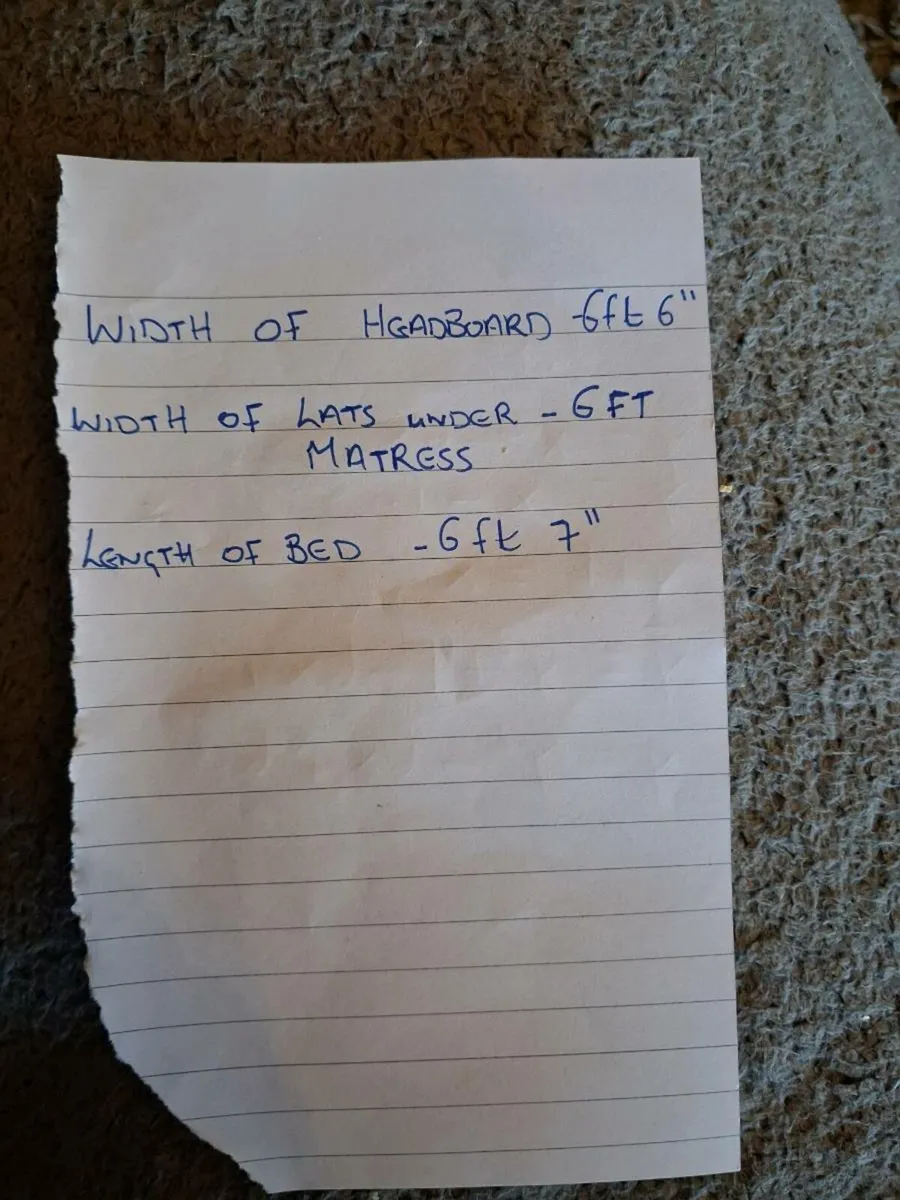 WIDTH OF HEADBOARD -6ft 6"
WIDTH OF LATS UNDER - 6FT
MATRESS
LENGTH OF BED - 6ft 7"